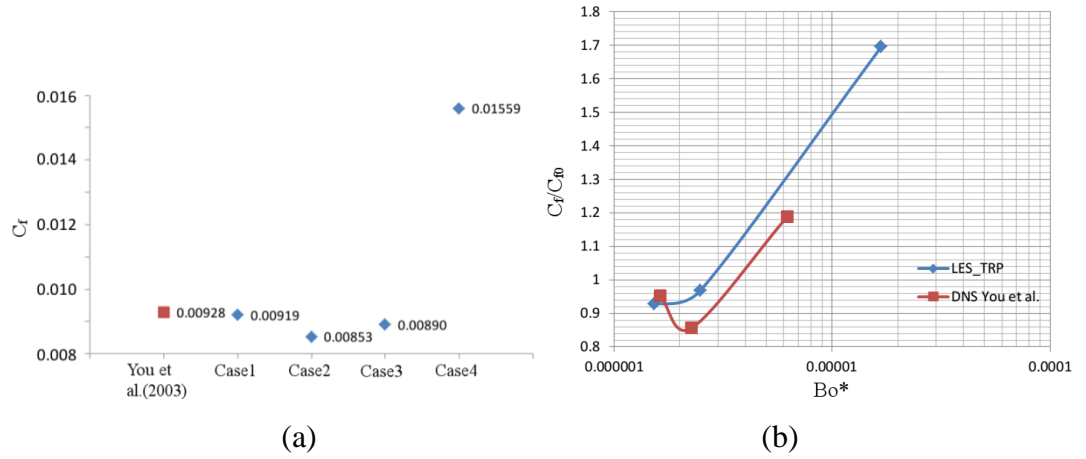 0.016
0.014
0.012
0.010
0.008
C_f
0.00928
0.00919
0.00853
0.00890
0.01559
You et al.(2003)
Case1
Case2
Case3
Case4
(a)
1.8
1.7
1.6
1.5
1.4
1.3
1.2
1.1
1
0.9
0.8
C_f/C_f0
LES_TRP
DNS You et al.
0.000001
0.00001
0.0001
Bo*
(b)